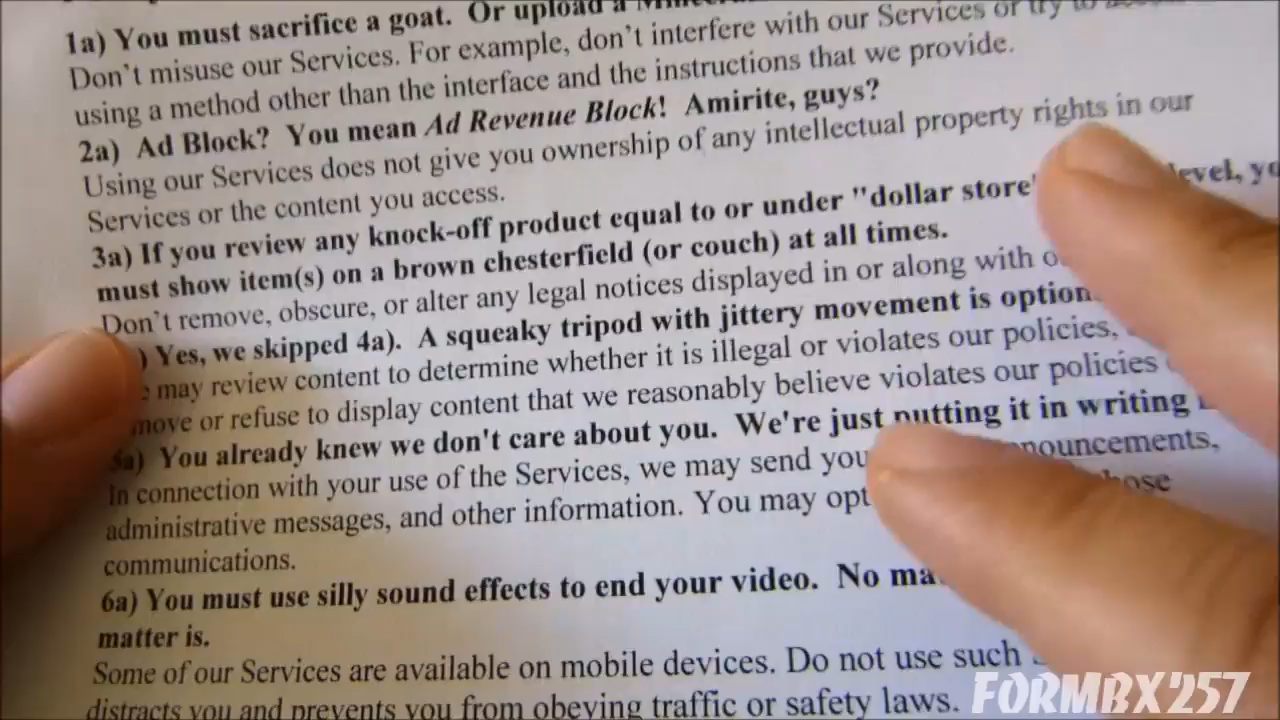 1a) You must sacrifice a goat. Or upload a
Don't misuse our Services. For example, don't interfere with our Services or try to
using a method other than the interface and the instructions that we provide.
2a) Ad Block? You mean Ad Revenue Block! Amirite, guys?
Using our Services does not give you ownership of any intellectual property rights in our
Services or the content you access.
3a) If you review any knock-off product equal to or under "dollar store" level,
must show item(s) on a brown chesterfield (or couch) at all times.
Don't remove, obscure, or alter any legal notices displayed in or along with
) Yes, we skipped 4a). A squeaky tripod with jittery movement is
may review content to determine whether it is illegal or violates our policies,
or refuse to display content that we reasonably believe violates our policies
5a) You already knew we don't care about you. We're just putting it in writing
In connection with your use of the Services, we may send you
administrative messages, and other information. You may opt
communications.
6a) You must use silly sound effects to end your video. No
matter is.
Some of our Services are available on mobile devices. Do not use such
distracts you and prevents you from obeying traffic or safety laws.
FORMBX'257